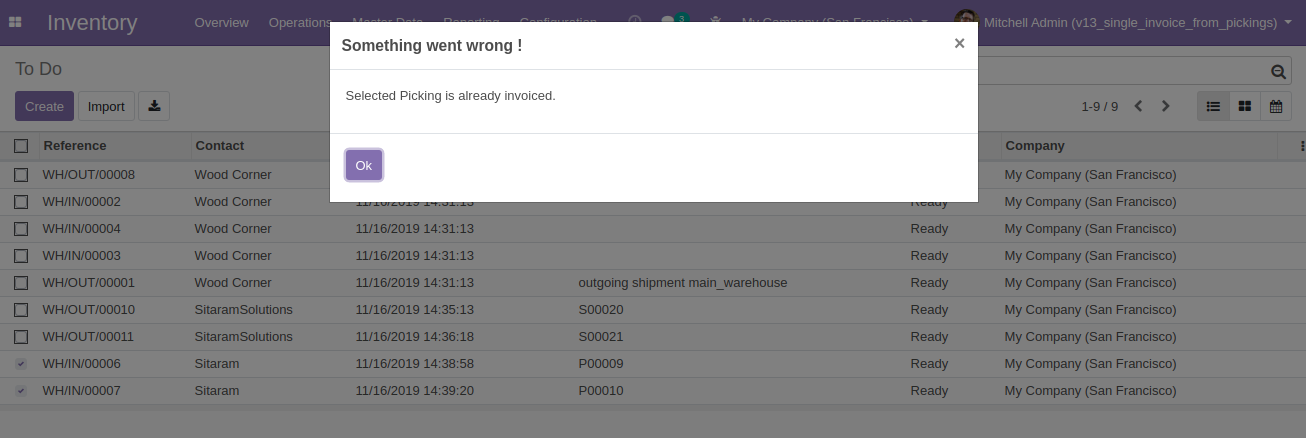 Inventory Overview Operations Master Data Reporting Configuration 3 My Company (San Francisco) Mitchell Admin (v13_single_invoice_from_pickings)
Something went wrong ! ×
To Do
Selected Picking is already invoiced.
Create Import 1-9 / 9
Ok
Reference Contact Company
WH/OUT/00008 Wood Corner My Company (San Francisco)
WH/IN/00002 Wood Corner 11/16/2019 14:31:13 Ready My Company (San Francisco)
WH/IN/00004 Wood Corner 11/16/2019 14:31:13 Ready My Company (San Francisco)
WH/IN/00003 Wood Corner 11/16/2019 14:31:13 Ready My Company (San Francisco)
WH/OUT/00001 Wood Corner 11/16/2019 14:31:13 outgoing shipment main_warehouse Ready My Company (San Francisco)
WH/OUT/00010 SitaramSolutions 11/16/2019 14:35:13 S00020 Ready My Company (San Francisco)
WH/OUT/00011 SitaramSolutions 11/16/2019 14:36:18 S00021 Ready My Company (San Francisco)
WH/IN/00006 Sitaram 11/16/2019 14:38:58 P00009 Ready My Company (San Francisco)
WH/IN/00007 Sitaram 11/16/2019 14:39:20 P00010 Ready My Company (San Francisco)